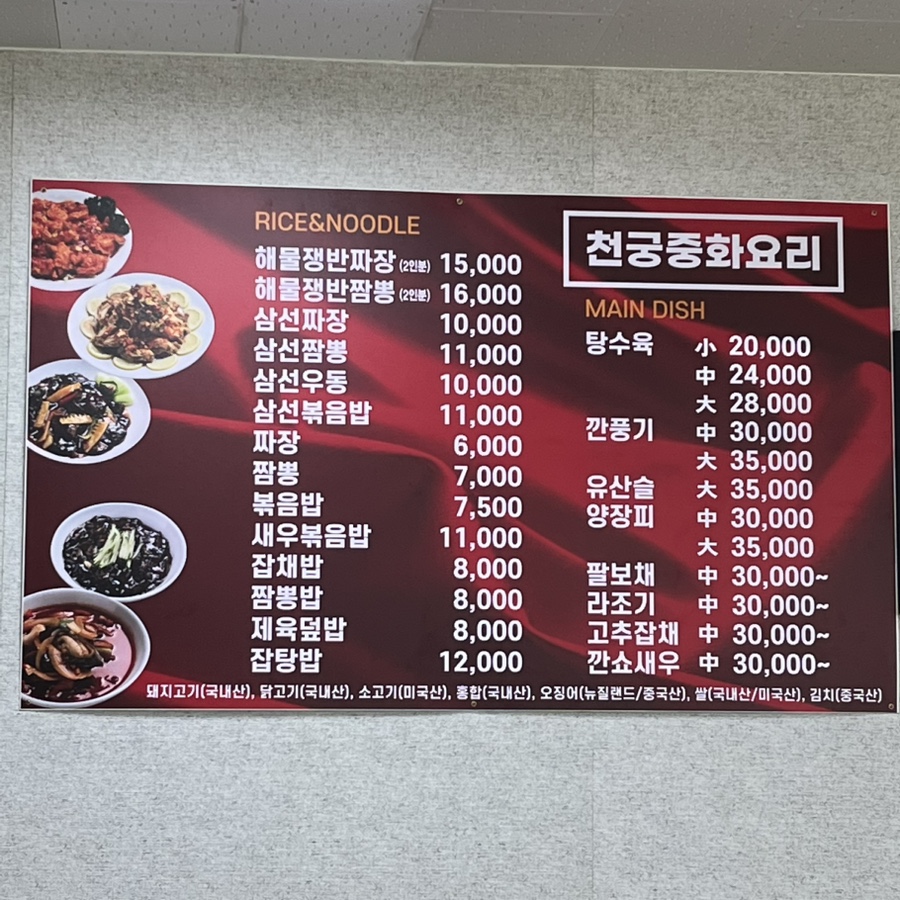 RICE&NOODLE
해물쟁반짜장(2인분) 15,000
해물쟁반짬뽕(2인분) 16,000
삼선짜장 10,000
삼선짬뽕 11,000
삼선우동 10,000
삼선볶음밥 11,000
짜장 6,000
짬뽕 7,000
볶음밥 7,500
새우볶음밥 11,000
잡채밥 8,000
짬뽕밥 8,000
제육덮밥 8,000
잡탕밥 12,000
천궁중화요리
MAIN DISH
탕수육 小 20,000
中 24,000
大 28,000
깐풍기 中 30,000
大 35,000
유산슬 大 35,000
양장피 中 30,000
大 35,000
팔보채 中 30,000~
라조기 中 30,000~
고추잡채 中 30,000~
깐쇼새우 中 30,000~
돼지고기(국내산), 닭고기(국내산), 소고기(미국산), 홍합(국내산), 오징어(뉴질랜드/중국산), 쌀(국내산/미국산), 김치(중국산)